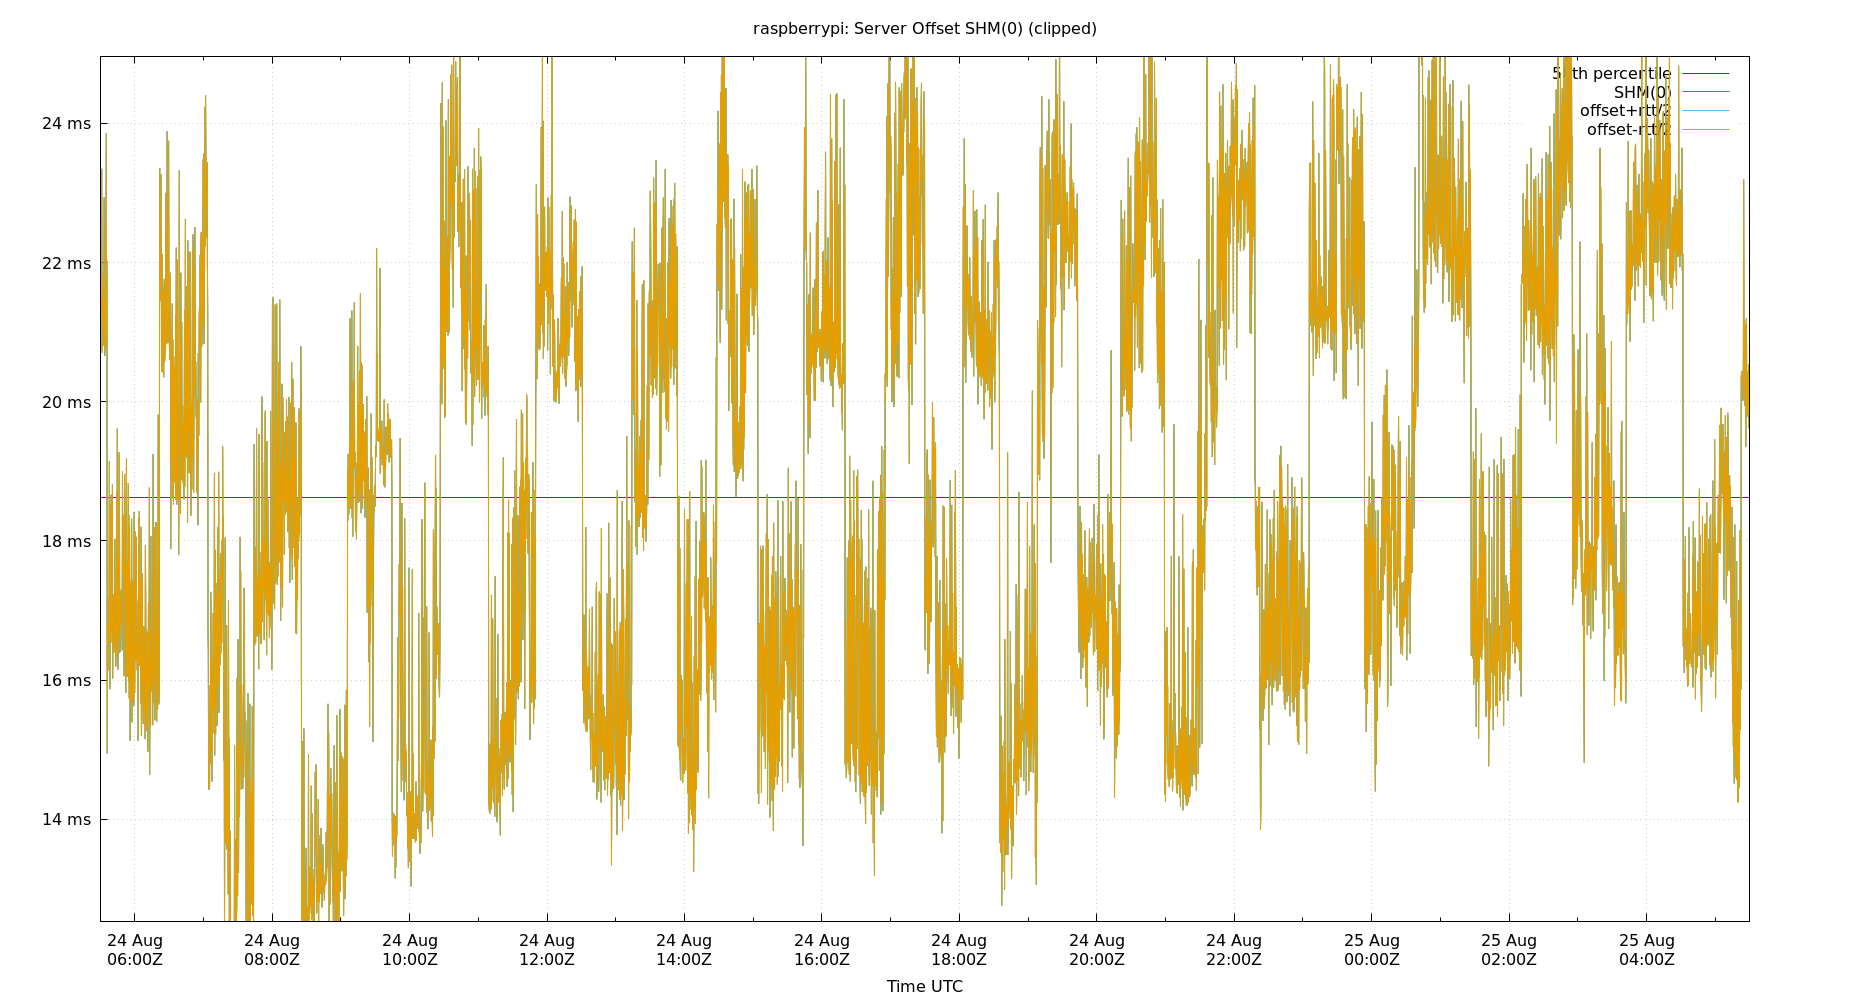 raspberrypi: Server Offset SHM(0) (clipped)
24 ms
22 ms
20 ms
18 ms
16 ms
14 ms
th percentile
SHM(0)
offset+rtt/2
offset-rtt/2
24 Aug 24 Aug 24 Aug 24 Aug 24 Aug 24 Aug 24 Aug 24 Aug 24 Aug 25 Aug 25 Aug 25 Aug
06:00Z 08:00Z 10:00Z 12:00Z 14:00Z 16:00Z 18:00Z 20:00Z 22:00Z 00:00Z 02:00Z 04:00Z
Time UTC